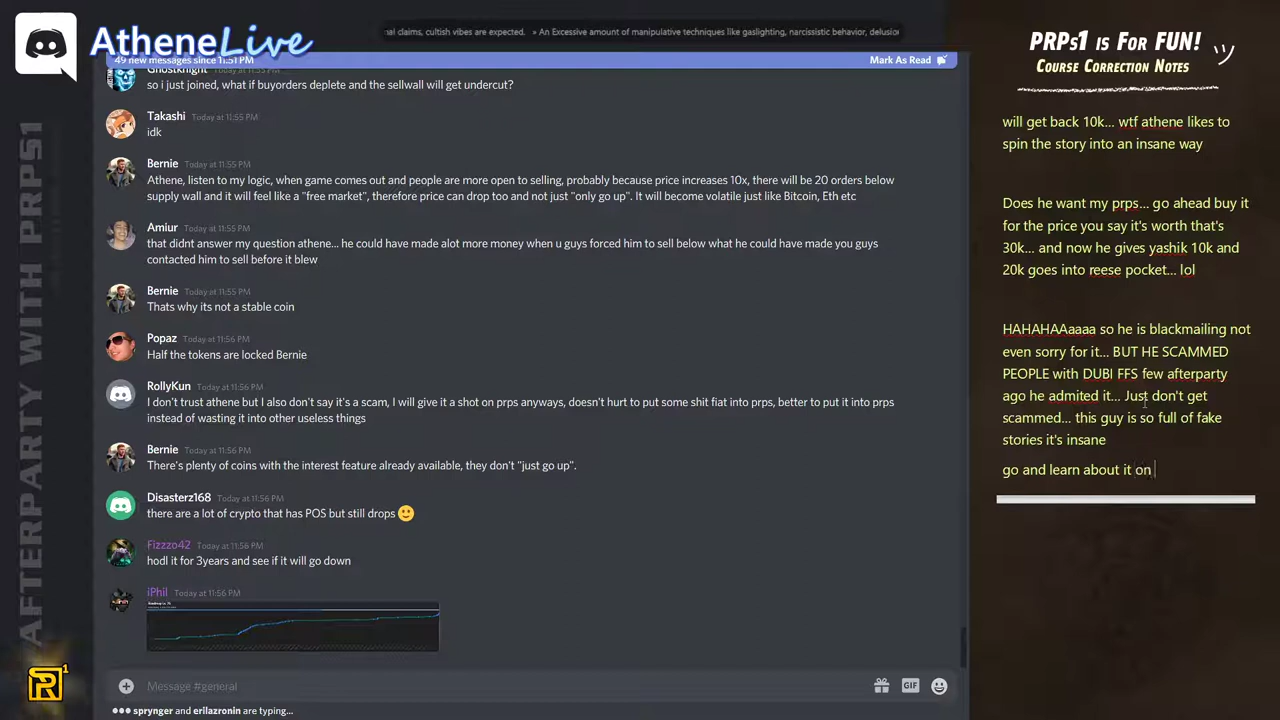 AtheneLive
al claims, cultish vibes are expected. » An Excessive amount of manipulative techniques like gaslighting, narcissistic behavior, delusio
PRPs1 is For FUN!
Course Correction Notes
AFTERPARTY WITH PRPS1
49 new messages since 11:51 PM
Mark As Read
Ghostknight Today at 11:55 PM
so i just joined, what if buyorders deplete and the sellwall will get undercut?
Takashi Today at 11:55 PM
idk
Bernie Today at 11:55 PM
Athene, listen to my logic, when game comes out and people are more open to selling, probably because price increases 10x, there will be 20 orders below
supply wall and it will feel like a "free market", therefore price can drop too and not just "only go up". It will become volatile just like Bitcoin, Eth etc
Amiur Today at 11:55 PM
that didnt answer my question athene... he could have made alot more money when u guys forced him to sell below what he could have made you guys
contacted him to sell before it blew
Bernie Today at 11:55 PM
Thats why its not a stable coin
Popaz Today at 11:56 PM
Half the tokens are locked Bernie
RollyKun Today at 11:56 PM
I don't trust athene but I also don't say it's a scam, I will give it a shot on prps anyways, doesn't hurt to put some shit fiat into prps, better to put it into prps
instead of wasting it into other useless things
Bernie Today at 11:56 PM
There's plenty of coins with the interest feature already available, they don't "just go up".
Disasterz168 Today at 11:56 PM
there are a lot of crypto that has POS but still drops
Fizzzo42 Today at 11:56 PM
hodl it for 3years and see if it will go down
iPhil Today at 11:56 PM
Message #general
GIF
sprynger and erilazronin are typing...
R1
will get back 10k... wtf athene likes to
spin the story into an insane way
Does he want my prps... go ahead buy it
for the price you say it's worth that's
30k... and now he gives yashik 10k and
20k goes into reese pocket... lol
HAHAHAAaaaa so he is blackmailing not
even sorry for it... BUT HE SCAMMED
PEOPLE with DUBI FFS few afterparty
ago he admited it... Just don't get
scammed... this guy is so full of fake
stories it's insane
go and learn about it on